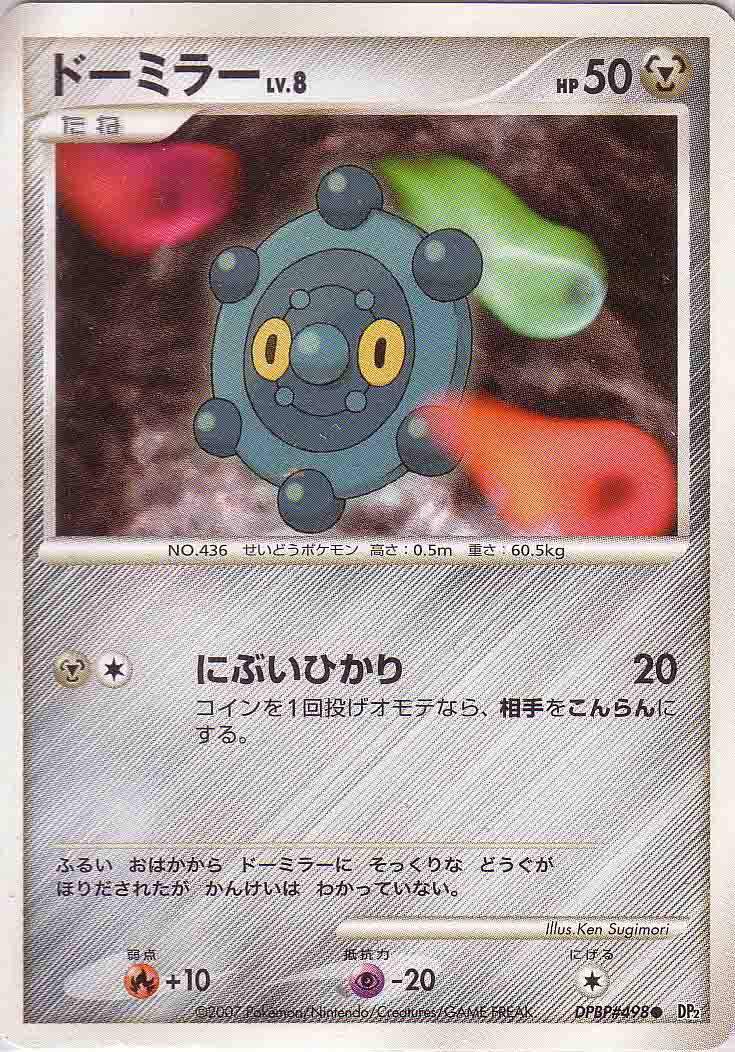 ドーミラー LV.8 HP 50
たね
NO.436 せいどうポケモン 高さ:0.5m 重さ:60.5kg
にぶいひかり 20
コインを1回投げオモテなら、相手をこんらんに
する。
ふるい おはかから ドーミラーに そっくりな どうぐが
ほりだされたが かんけいは わかっていない。
Illus.Ken Sugimori
弱点 抵抗力 にげる
+10 -20
©2007 Pokémon/Nintendo/Creatures/GAME FREAK DPBP#498 DP2